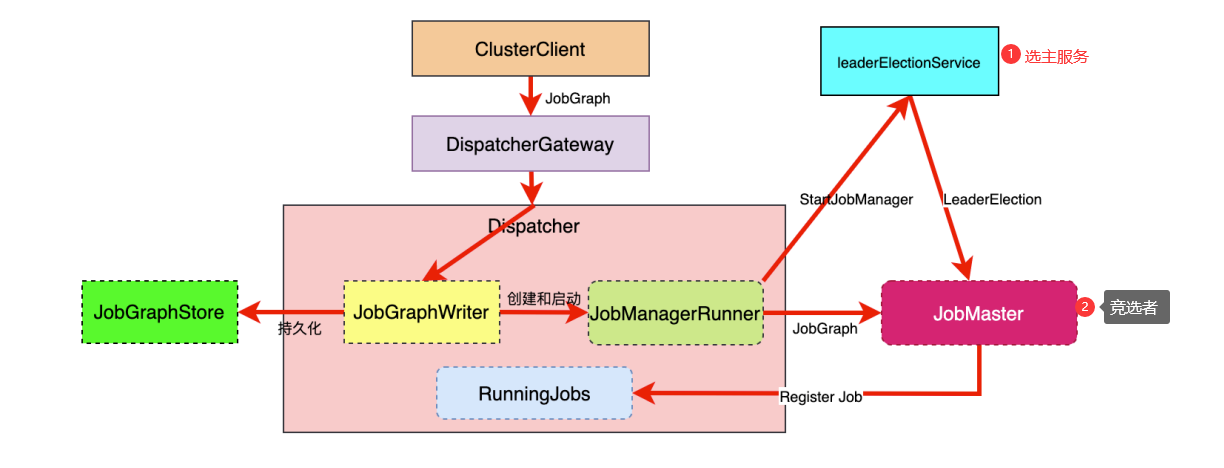 ClusterClient
leaderElectionService
1 选主服务
JobGraph
DispatcherGateway
StartJobManager
LeaderElection
Dispatcher
JobGraphStore
持久化
JobGraphWriter
创建和启动
JobManagerRunner
JobGraph
JobMaster
2 竞选者
RunningJobs
Register Job